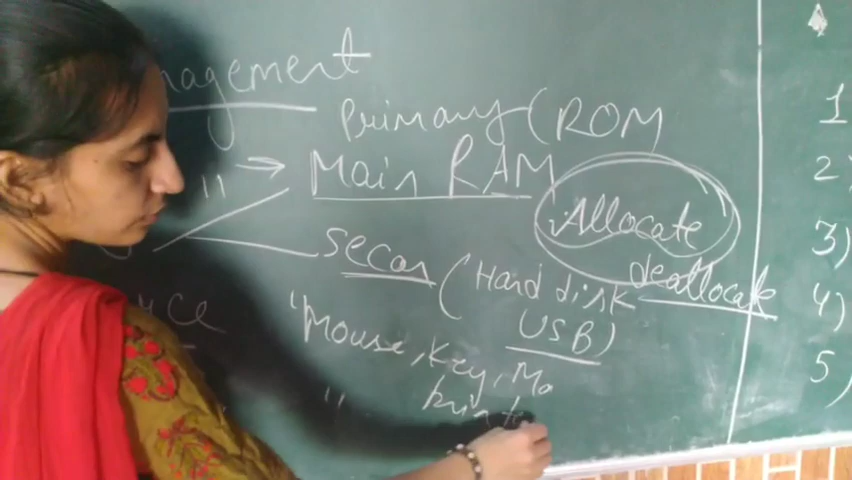 nagement
Primary (ROM
" → Main RAM
Allocate
Secon (Hard disk deallocate
USB)
"Mouse, Key, Mo
" Printe
1
2)
3)
4)
5)